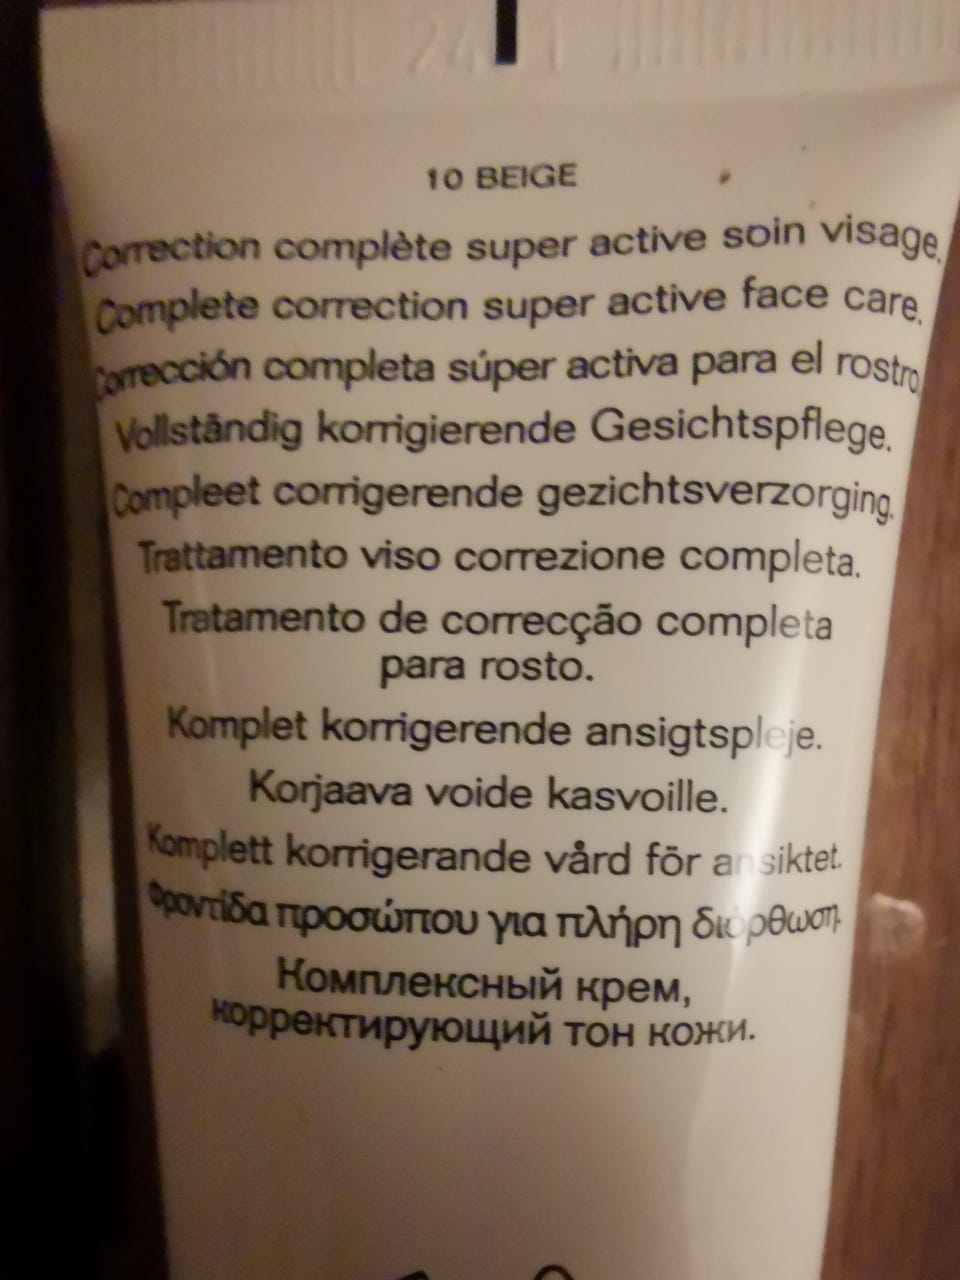 10 BEIGE
Correction complète super active soin visage.
Complete correction super active face care.
Corrección completa súper activa para el rostro.
Vollständig korrigierende Gesichtspflege.
Compleet corrigerende gezichtsverzorging.
Trattamento viso correzione completa.
Tratamento de correcção completa
para rosto.
Komplet korrigerende ansigtspleje.
Korjaava voide kasvoille.
Komplett korrigerande vård för ansiktet.
Φροντίδα προσώπου για πλήρη διόρθωση.
Комплексный крем,
корректирующий тон кожи.